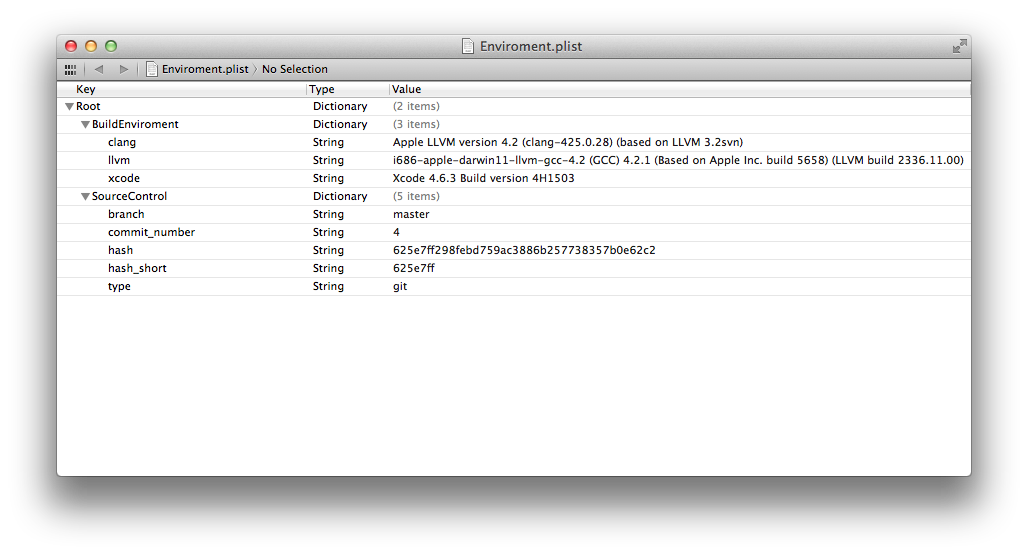 Enviroment.plist
Enviroment.plist No Selection
Key Type Value
Root Dictionary (2 items)
BuildEnviroment Dictionary (3 items)
clang String Apple LLVM version 4.2 (clang-425.0.28) (based on LLVM 3.2svn)
llvm String i686-apple-darwin11-llvm-gcc-4.2 (GCC) 4.2.1 (Based on Apple Inc. build 5658) (LLVM build 2336.11.00)
xcode String Xcode 4.6.3 Build version 4H1503
SourceControl Dictionary (5 items)
branch String master
commit_number String 4
hash String 625e7ff298febd759ac3886b257738357b0e62c2
hash_short String 625e7ff
type String git